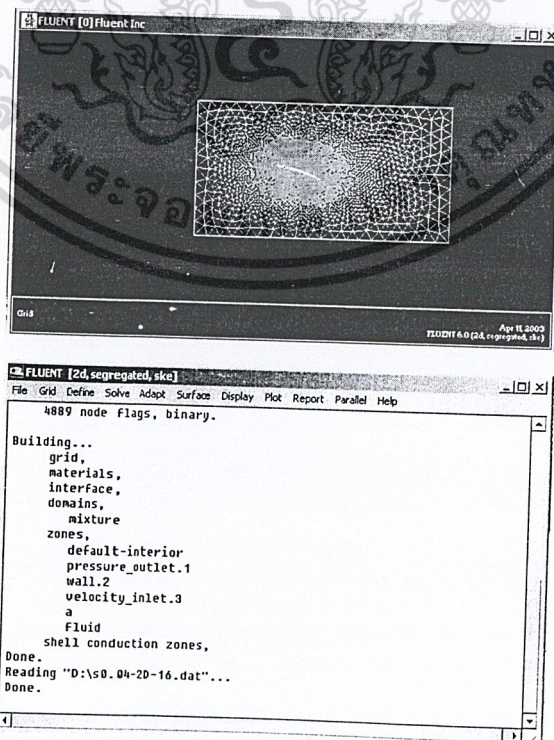 FLUENT [0] Fluent Inc
Grid
Apr 11, 2003
FLUENT 6.0 (2d, segregated, ske)
FLUENT [2d, segregated, ske]
File Grid Define Solve Adapt Surface Display Plot Report Parallel Help
4889 node flags, binary.
Building...
grid,
materials,
interface,
domains,
mixture
zones,
default-interior
pressure_outlet.1
wall.2
velocity_inlet.3
a
fluid
shell conduction zones,
Done.
Reading "D:\s0.04-2D-16.dat"...
Done.